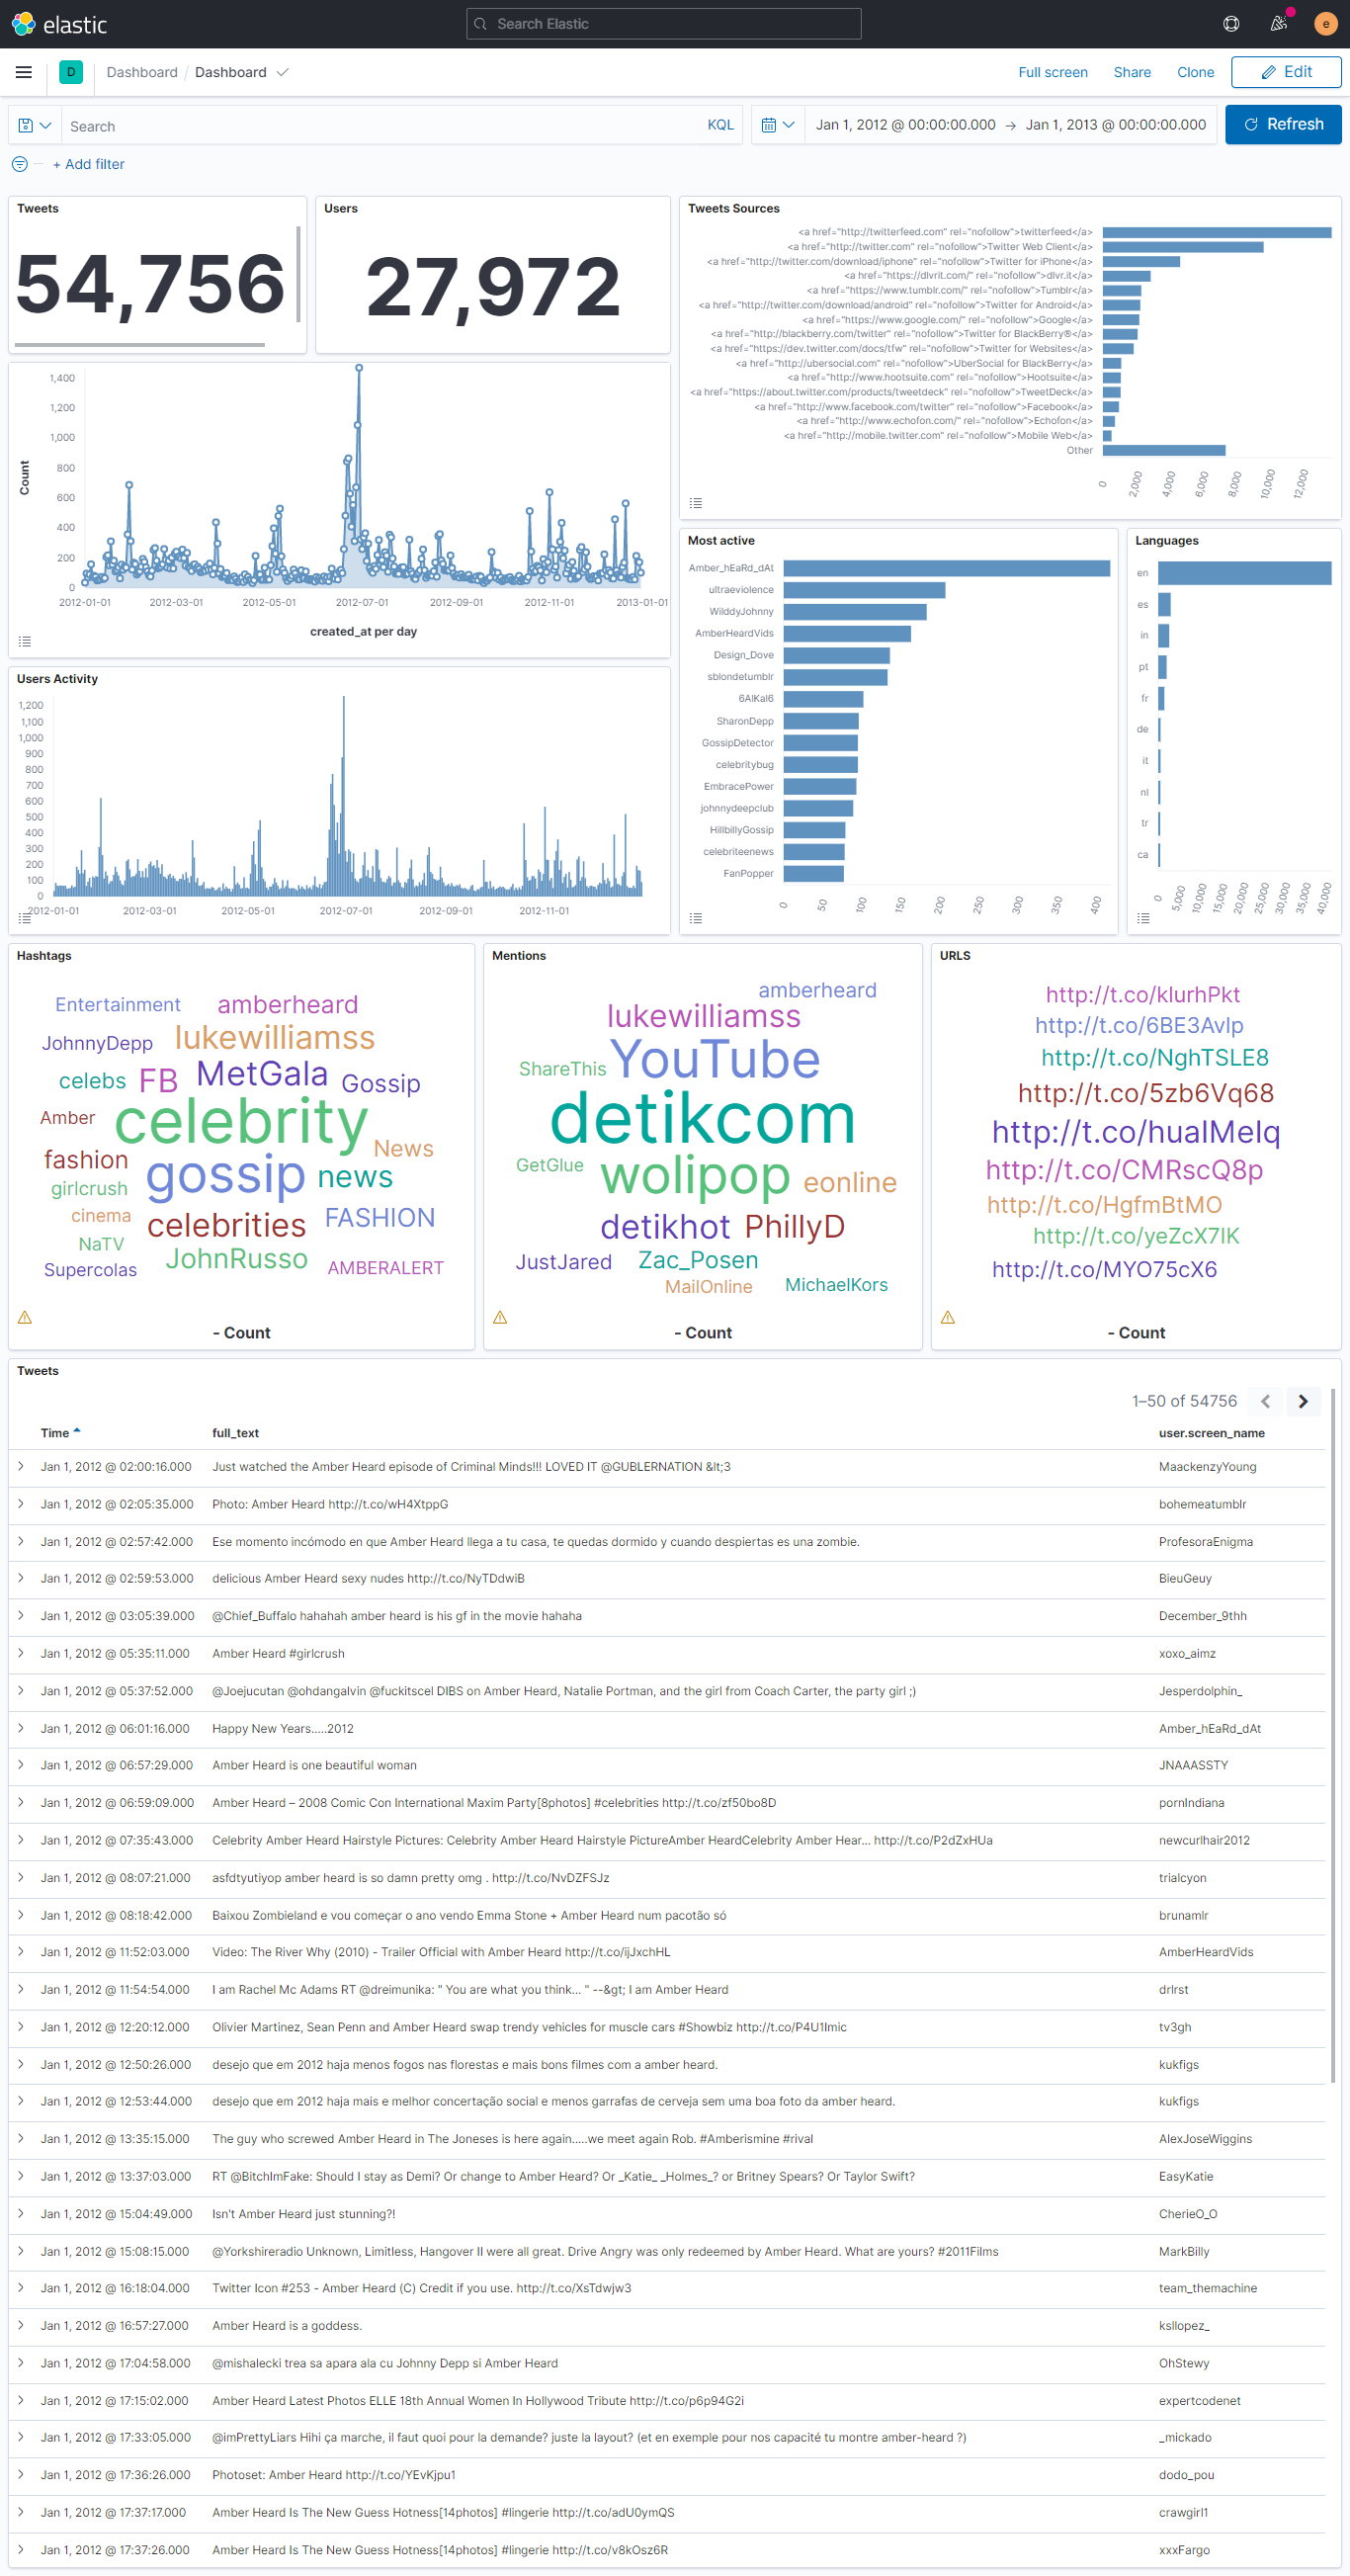 elastic
Search Elastic
e
D
Dashboard / Dashboard
Full screen
Share
Clone
Edit
Search
KQL
Jan 1, 2012 @ 00:00:00.000 → Jan 1, 2013 @ 00:00:00.000
Refresh
+ Add filter
Tweets
54,756
Users
27,972
Tweets Sources
<a href="http://twitterfeed.com" rel="nofollow">twitterfeed</a>
<a href="http://twitter.com" rel="nofollow">Twitter Web Client</a>
<a href="http://twitter.com/download/iphone" rel="nofollow">Twitter for iPhone</a>
<a href="https://dlvrit.com/" rel="nofollow">dlvr.it</a>
<a href="https://www.tumblr.com/" rel="nofollow">Tumblr</a>
<a href="http://twitter.com/download/android" rel="nofollow">Twitter for Android</a>
<a href="https://www.google.com/" rel="nofollow">Google</a>
<a href="http://blackberry.com/twitter" rel="nofollow">Twitter for BlackBerry®</a>
<a href="https://dev.twitter.com/docs/tfw" rel="nofollow">Twitter for Websites</a>
<a href="http://ubersocial.com" rel="nofollow">UberSocial for BlackBerry</a>
<a href="http://www.hootsuite.com" rel="nofollow">Hootsuite</a>
<a href="https://about.twitter.com/products/tweetdeck" rel="nofollow">TweetDeck</a>
<a href="http://www.facebook.com/twitter" rel="nofollow">Facebook</a>
<a href="http://www.echofon.com/" rel="nofollow">Echofon</a>
<a href="http://mobile.twitter.com" rel="nofollow">Mobile Web</a>
Other
0 2,000 4,000 6,000 8,000 10,000 12,000
1,400
1,200
1,000
800
600
400
200
0
Count
2012-01-01 2012-03-01 2012-05-01 2012-07-01 2012-09-01 2012-11-01 2013-01-01
created_at per day
Users Activity
1,200
1,100
1,000
900
800
700
600
500
400
300
200
100
0
2012-01-01 2012-03-01 2012-05-01 2012-07-01 2012-09-01 2012-11-01
Most active
Amber_hEaRd_dAt
ultraeviolence
WilddyJohnny
AmberHeardVids
Design_Dove
sblondetumblr
6AlKal6
SharonDepp
GossipDetector
celebritybug
EmbracePower
johnnydeepclub
HillbillyGossip
celebriteenews
FanPopper
0 50 100 150 200 250 300 350 400
Languages
en
es
in
pt
fr
de
it
nl
tr
ca
0 5,000 10,000 15,000 20,000 25,000 30,000 35,000 40,000
Hashtags
Entertainment amberheard
JohnnyDepp lukewilliamss
celebs FB MetGala Gossip
Amber celebrity News
fashion gossip news
girlcrush
cinema celebrities FASHION
NaTV JohnRusso
Supercolas AMBERALERT
- Count
Mentions
amberheard
lukewilliamss
ShareThis YouTube
detikcom
GetGlue wolipop eonline
detikhot PhillyD
JustJared Zac_Posen
MailOnline MichaelKors
- Count
URLS
http://t.co/klurhPkt
http://t.co/6BE3Avlp
http://t.co/NghTSLE8
http://t.co/5zb6Vq68
http://t.co/hualMelq
http://t.co/CMRscQ8p
http://t.co/HgfmBtMO
http://t.co/yeZcX7lK
http://t.co/MYO75cX6
- Count
Tweets
1–50 of 54756
Time full_text user.screen_name
Jan 1, 2012 @ 02:00:16.000 Just watched the Amber Heard episode of Criminal Minds!!! LOVED IT @GUBLERNATION &lt;3 MaackenzyYoung
Jan 1, 2012 @ 02:05:35.000 Photo: Amber Heard http://t.co/wH4XtppG bohemeatumblr
Jan 1, 2012 @ 02:57:42.000 Ese momento incómodo en que Amber Heard llega a tu casa, te quedas dormido y cuando despiertas es una zombie. ProfesoraEnigma
Jan 1, 2012 @ 02:59:53.000 delicious Amber Heard sexy nudes http://t.co/NyTDdwiB BieuGeuy
Jan 1, 2012 @ 03:05:39.000 @Chief_Buffalo hahahah amber heard is his gf in the movie hahaha December_9thh
Jan 1, 2012 @ 05:35:11.000 Amber Heard #girlcrush xoxo_aimz
Jan 1, 2012 @ 05:37:52.000 @Joejucutan @ohdangalvin @fuckitscel DIBS on Amber Heard, Natalie Portman, and the girl from Coach Carter, the party girl ;) Jesperdolphin_
Jan 1, 2012 @ 06:01:16.000 Happy New Years.....2012 Amber_hEaRd_dAt
Jan 1, 2012 @ 06:57:29.000 Amber Heard is one beautiful woman JNAAASSTY
Jan 1, 2012 @ 06:59:09.000 Amber Heard – 2008 Comic Con International Maxim Party[8photos] #celebrities http://t.co/zf50bo8D pornIndiana
Jan 1, 2012 @ 07:35:43.000 Celebrity Amber Heard Hairstyle Pictures: Celebrity Amber Heard Hairstyle PictureAmber HeardCelebrity Amber Hear... http://t.co/P2dZxHUa newcurlhair2012
Jan 1, 2012 @ 08:07:21.000 asfdtyutiyop amber heard is so damn pretty omg . http://t.co/NvDZFSJz trialcyon
Jan 1, 2012 @ 08:18:42.000 Baixou Zombieland e vou começar o ano vendo Emma Stone + Amber Heard num pacotão só brunamlr
Jan 1, 2012 @ 11:52:03.000 Video: The River Why (2010) - Trailer Official with Amber Heard http://t.co/ijJxchHL AmberHeardVids
Jan 1, 2012 @ 11:54:54.000 I am Rachel Mc Adams RT @dreimunika: " You are what you think... " --&gt; I am Amber Heard drlrst
Jan 1, 2012 @ 12:20:12.000 Olivier Martinez, Sean Penn and Amber Heard swap trendy vehicles for muscle cars #Showbiz http://t.co/P4U1Imic tv3gh
Jan 1, 2012 @ 12:50:26.000 desejo que em 2012 haja menos fogos nas florestas e mais bons filmes com a amber heard. kukfigs
Jan 1, 2012 @ 12:53:44.000 desejo que em 2012 haja mais e melhor concertação social e menos garrafas de cerveja sem uma boa foto da amber heard. kukfigs
Jan 1, 2012 @ 13:35:15.000 The guy who screwed Amber Heard in The Joneses is here again.....we meet again Rob. #Amberismine #rival AlexJoseWiggins
Jan 1, 2012 @ 13:37:03.000 RT @BitchImFake: Should I stay as Demi? Or change to Amber Heard? Or _Katie_ _Holmes_? or Britney Spears? Or Taylor Swift? EasyKatie
Jan 1, 2012 @ 15:04:49.000 Isn't Amber Heard just stunning?! CherieO_O
Jan 1, 2012 @ 15:08:15.000 @Yorkshireradio Unknown, Limitless, Hangover II were all great. Drive Angry was only redeemed by Amber Heard. What are yours? #2011Films MarkBilly
Jan 1, 2012 @ 16:18:04.000 Twitter Icon #253 - Amber Heard (C) Credit if you use. http://t.co/XsTdwjw3 team_themachine
Jan 1, 2012 @ 16:57:27.000 Amber Heard is a goddess. ksllopez_
Jan 1, 2012 @ 17:04:58.000 @mishalecki trea sa apara ala cu Johnny Depp si Amber Heard OhStewy
Jan 1, 2012 @ 17:15:02.000 Amber Heard Latest Photos ELLE 18th Annual Women In Hollywood Tribute http://t.co/p6p94G2i expertcodenet
Jan 1, 2012 @ 17:33:05.000 @imPrettyLiars Hihi ça marche, il faut quoi pour la demande? juste la layout? (et en exemple pour nos capacité tu montre amber-heard ?) _mickado
Jan 1, 2012 @ 17:36:26.000 Photoset: Amber Heard http://t.co/YEvKjpu1 dodo_pou
Jan 1, 2012 @ 17:37:17.000 Amber Heard Is The New Guess Hotness[14photos] #lingerie http://t.co/adU0ymQS crawgirl1
Jan 1, 2012 @ 17:37:26.000 Amber Heard Is The New Guess Hotness[14photos] #lingerie http://t.co/v8kOsz6R xxxFargo